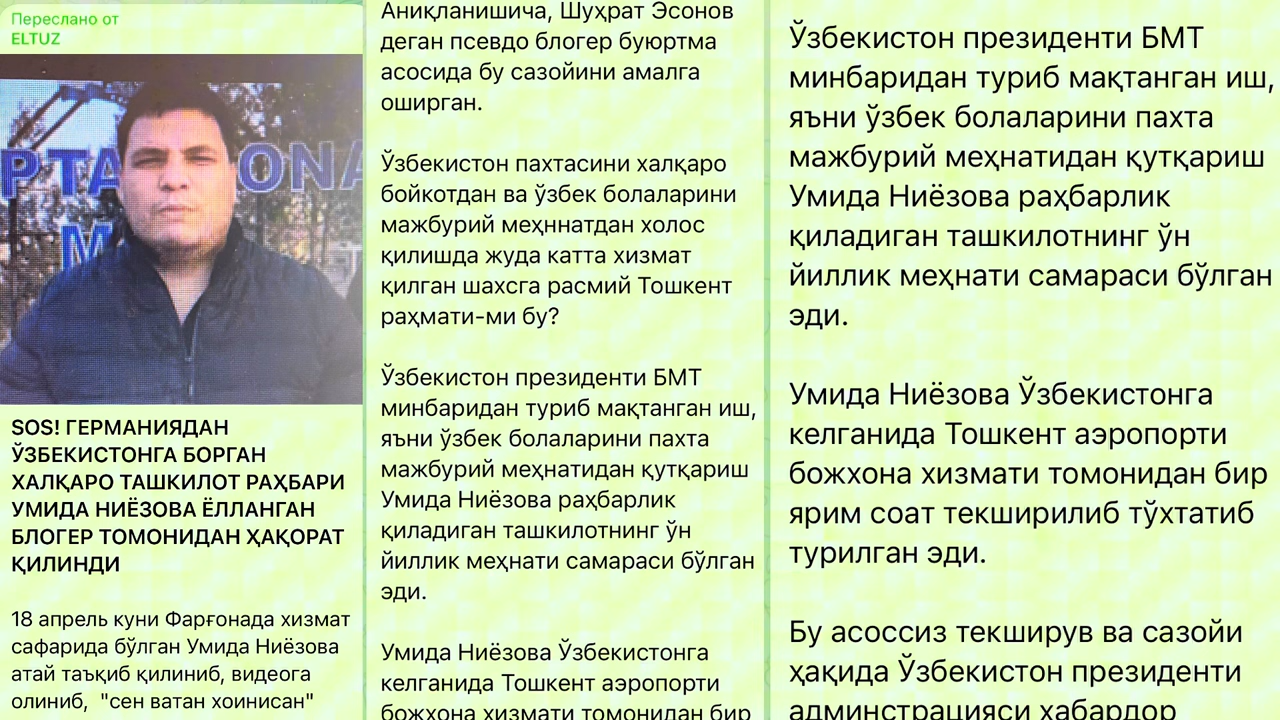 Переслано от
ELTUZ
SOS! ГЕРМАНИЯДАН
ЎЗБЕКИСТОНГА БОРГАН
ХАЛҚАРО ТАШКИЛОТ РАҲБАРИ
УМИДА НИЁЗОВА ЁЛЛАНГАН
БЛОГЕР ТОМОНИДАН ҲАҚОРАТ
ҚИЛИНДИ
18 апрель куни Фарғонада хизмат
сафарида бўлган Умида Ниёзова
атай таъқиб қилиниб, видеога
олиниб, "сен ватан хоинисан"
Аниқланишича, Шуҳрат Эсонов
деган псевдо блогер буюртма
асосида бу сазойини амалга
оширган.
Ўзбекистон пахтасини халқаро
бойкотдан ва ўзбек болаларини
мажбурий меҳннатдан холос
қилишда жуда катта хизмат
қилган шахсга расмий Тошкент
раҳмати-ми бу?
Ўзбекистон президенти БМТ
минбаридан туриб мақтанган иш,
яъни ўзбек болаларини пахта
мажбурий меҳнатидан қутқариш
Умида Ниёзова раҳбарлик
қиладиган ташкилотнинг ўн
йиллик меҳнати самараси бўлган
эди.
Умида Ниёзова Ўзбекистонга
келганида Тошкент аэропорти
божхона хизмати томонидан бир
Ўзбекистон президенти БМТ
минбаридан туриб мақтанган иш,
яъни ўзбек болаларини пахта
мажбурий меҳнатидан қутқариш
Умида Ниёзова раҳбарлик
қиладиган ташкилотнинг ўн
йиллик меҳнати самараси бўлган
эди.
Умида Ниёзова Ўзбекистонга
келганида Тошкент аэропорти
божхона хизмати томонидан бир
ярим соат текширилиб тўхтатиб
турилган эди.
Бу асоссиз текширув ва сазойи
ҳақида Ўзбекистон президенти
админстрацияси хабардор